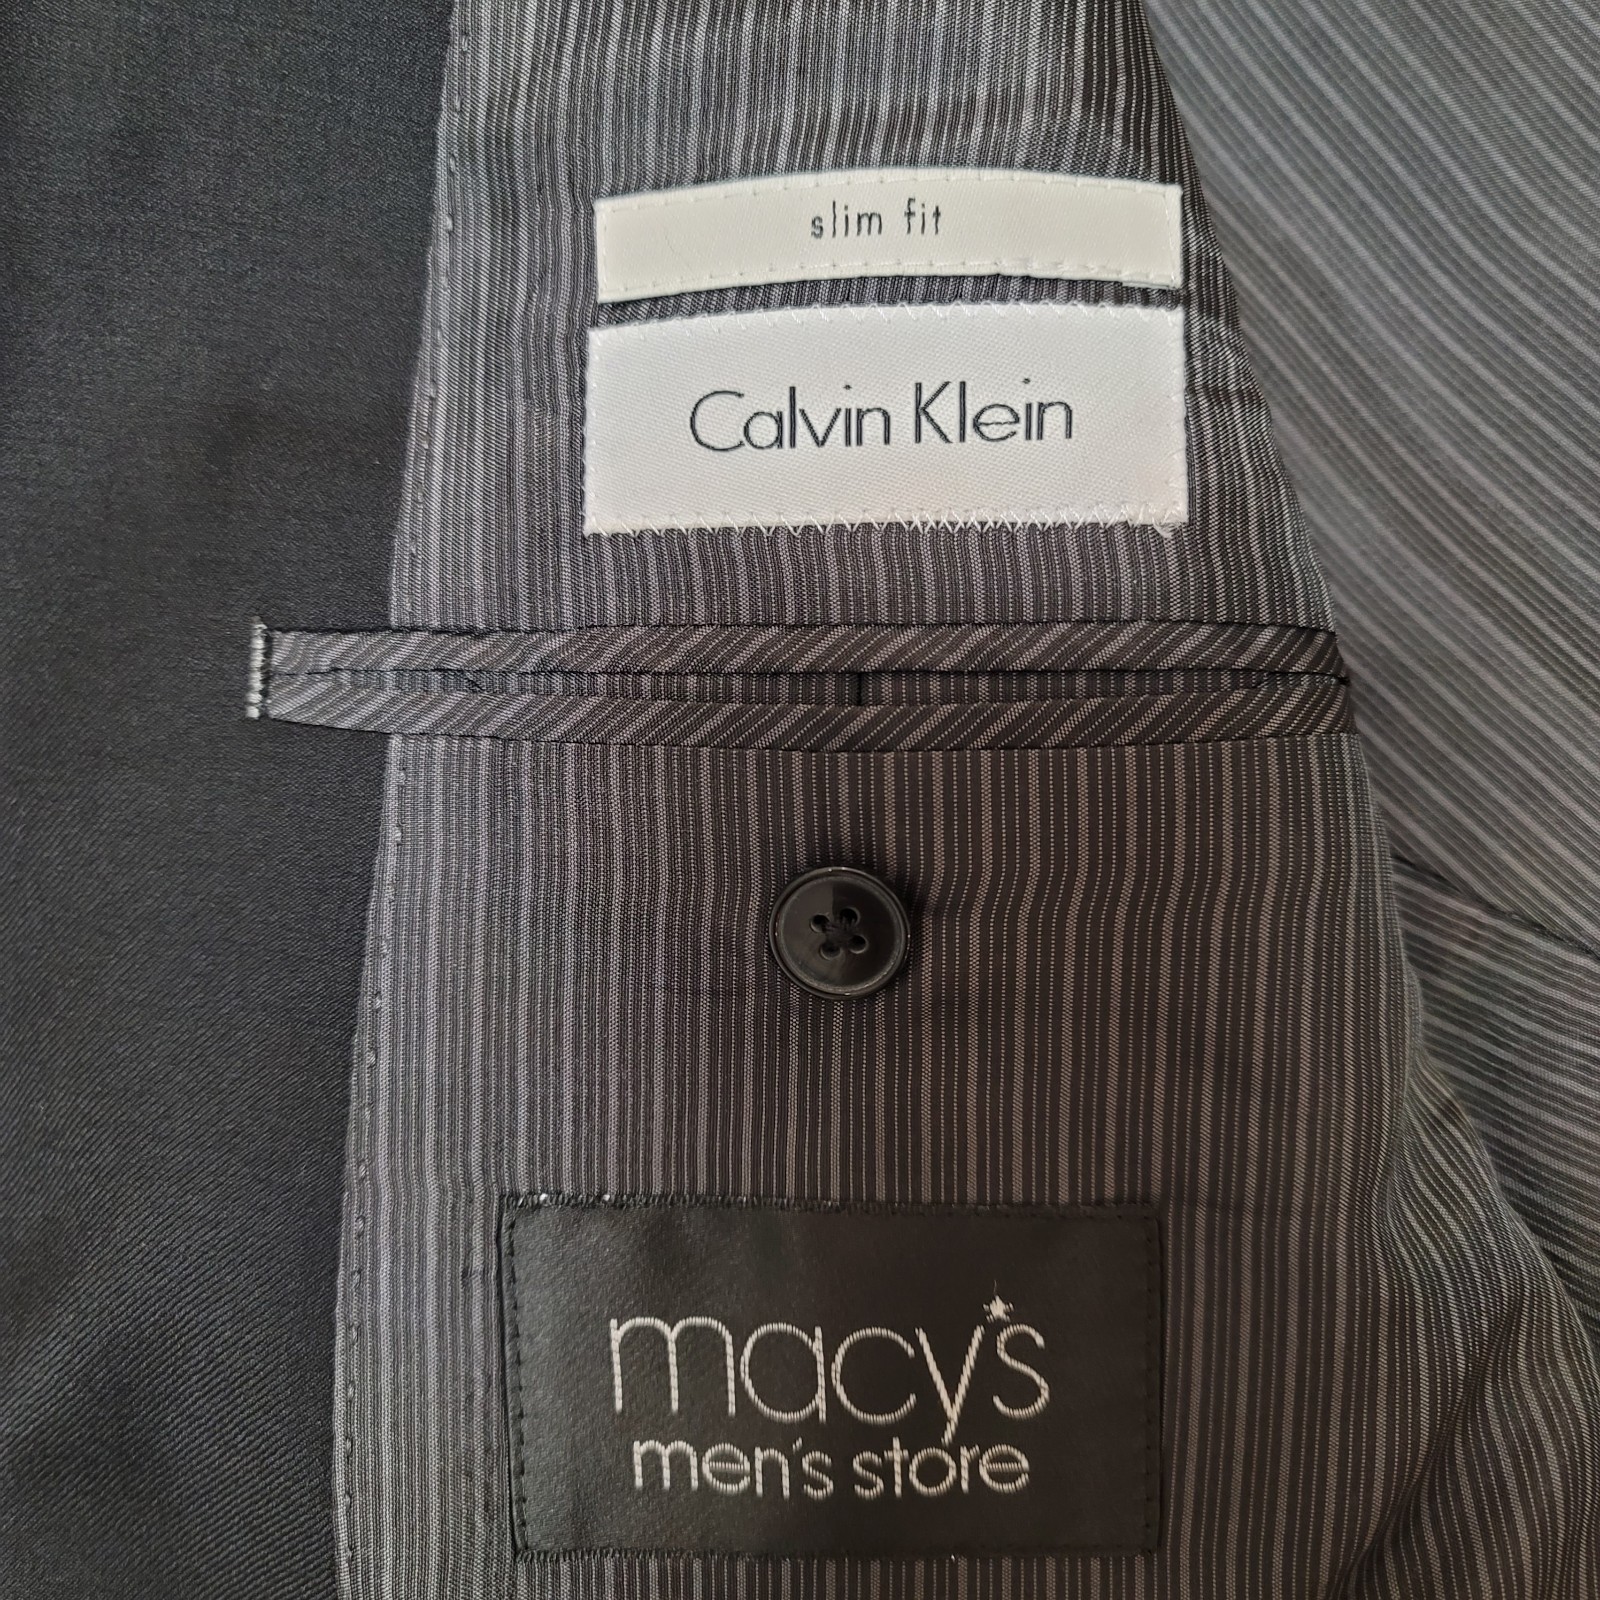 slim fit
Calvin Klein
macy's
men's store